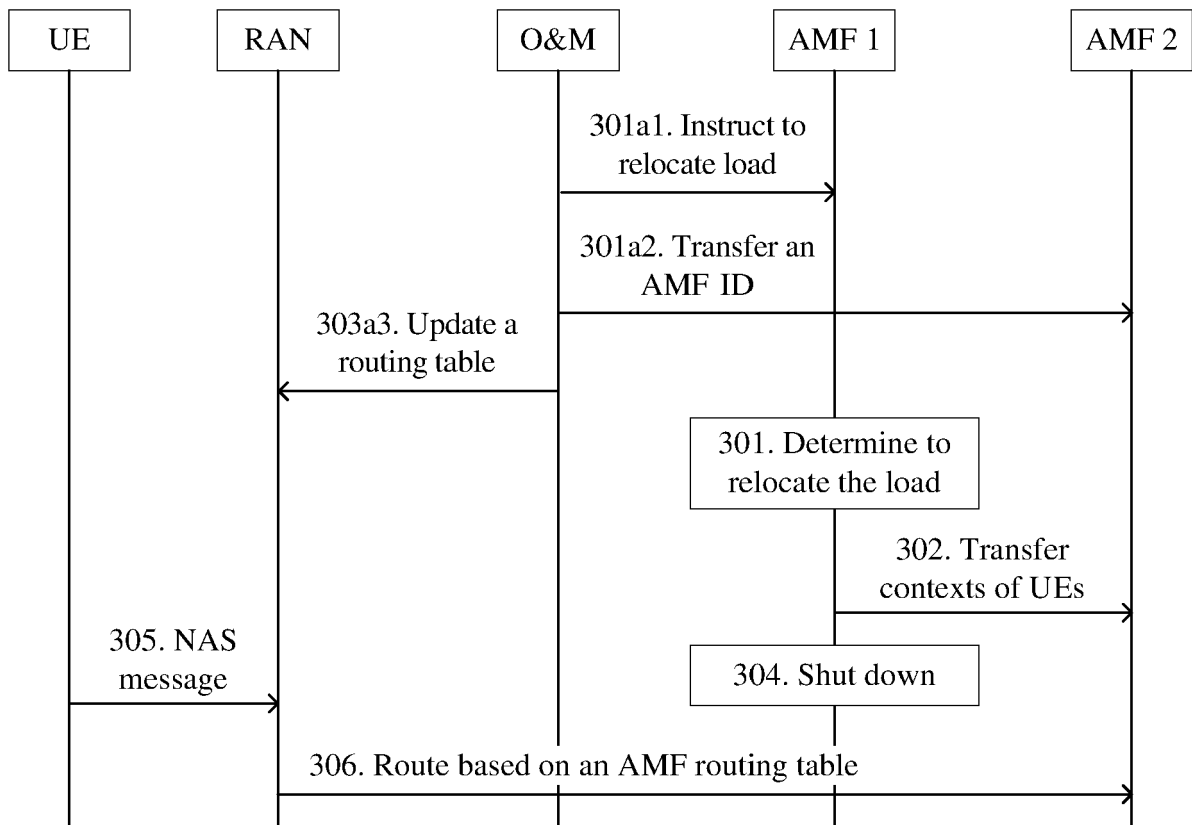 UE
RAN
O&M
AMF 1
AMF 2
301a1. Instruct to
relocate load
301a2. Transfer an
AMF ID
303a3. Update a
routing table
301. Determine to
relocate the load
302. Transfer
contexts of UEs
305. NAS
message
304. Shut down
306. Route based on an AMF routing table